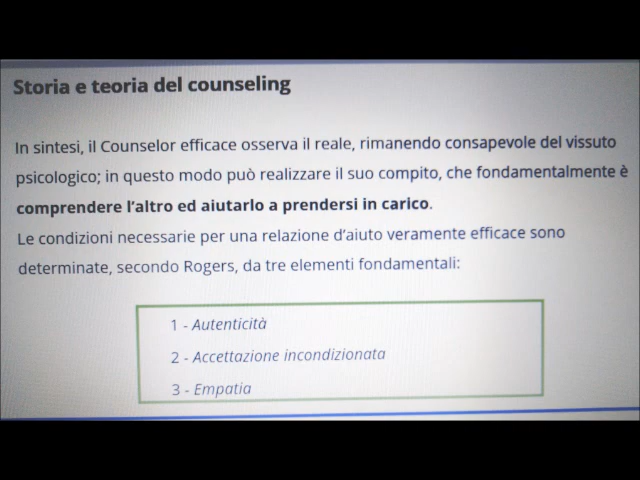 Storia e teoria del counseling
In sintesi, il Counselor efficace osserva il reale, rimanendo consapevole del vissuto
psicologico; in questo modo può realizzare il suo compito, che fondamentalmente è
comprendere l'altro ed aiutarlo a prendersi in carico.
Le condizioni necessarie per una relazione d'aiuto veramente efficace sono
determinate, secondo Rogers, da tre elementi fondamentali:
1 - Autenticità
2 - Accettazione incondizionata
3 - Empatia